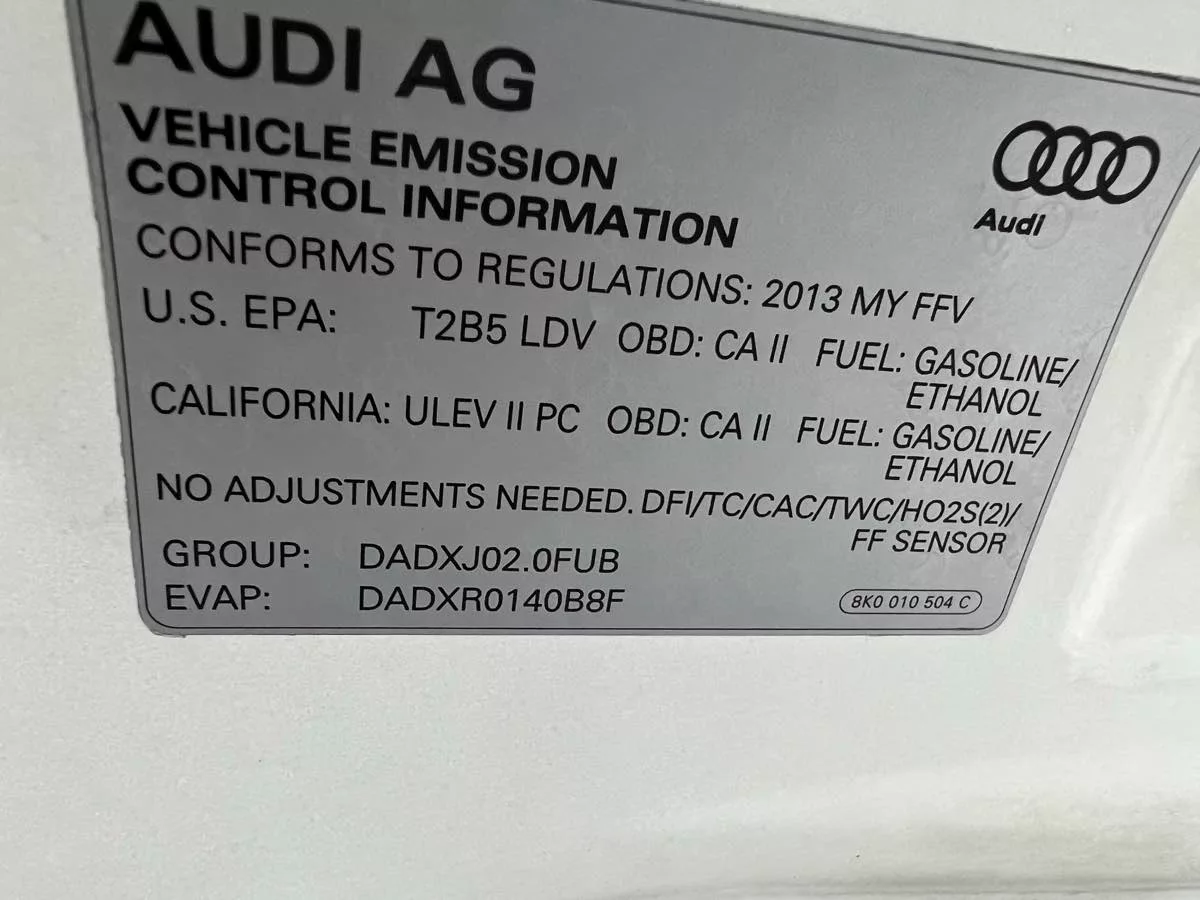 AUDI AG
VEHICLE EMISSION
CONTROL INFORMATION
Audi
CONFORMS TO REGULATIONS: 2013 MY FFV
U.S. EPA: T2B5 LDV OBD: CA II FUEL: GASOLINE/
ETHANOL
CALIFORNIA: ULEV II PC OBD: CA II FUEL: GASOLINE/
ETHANOL
NO ADJUSTMENTS NEEDED. DFI/TC/CAC/TWC/HO2S(2)/
FF SENSOR
GROUP: DADXJ02.0FUB
EVAP: DADXR0140B8F
8K0 010 504 C